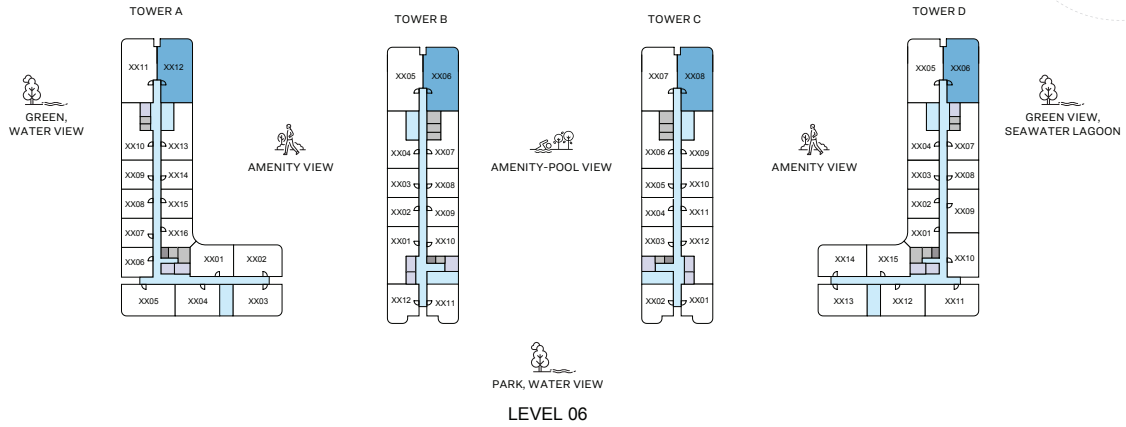 TOWER A
TOWER B
TOWER C
TOWER D
XX11
XX12
XX10
XX13
XX09
XX14
XX08
XX15
XX07
XX16
XX06
XX01
XX02
XX05
XX04
XX03
GREEN,
WATER VIEW
AMENITY VIEW
XX05
XX06
XX04
XX07
XX03
XX08
XX02
XX09
XX01
XX10
XX12
XX11
AMENITY-POOL VIEW
XX07
XX08
XX06
XX09
XX05
XX10
XX04
XX11
XX03
XX12
XX02
XX01
AMENITY VIEW
XX05
XX06
XX04
XX07
XX03
XX08
XX02
XX09
XX01
XX10
XX14
XX15
XX13
XX12
XX11
GREEN VIEW,
SEAWATER LAGOON
PARK, WATER VIEW
LEVEL 06